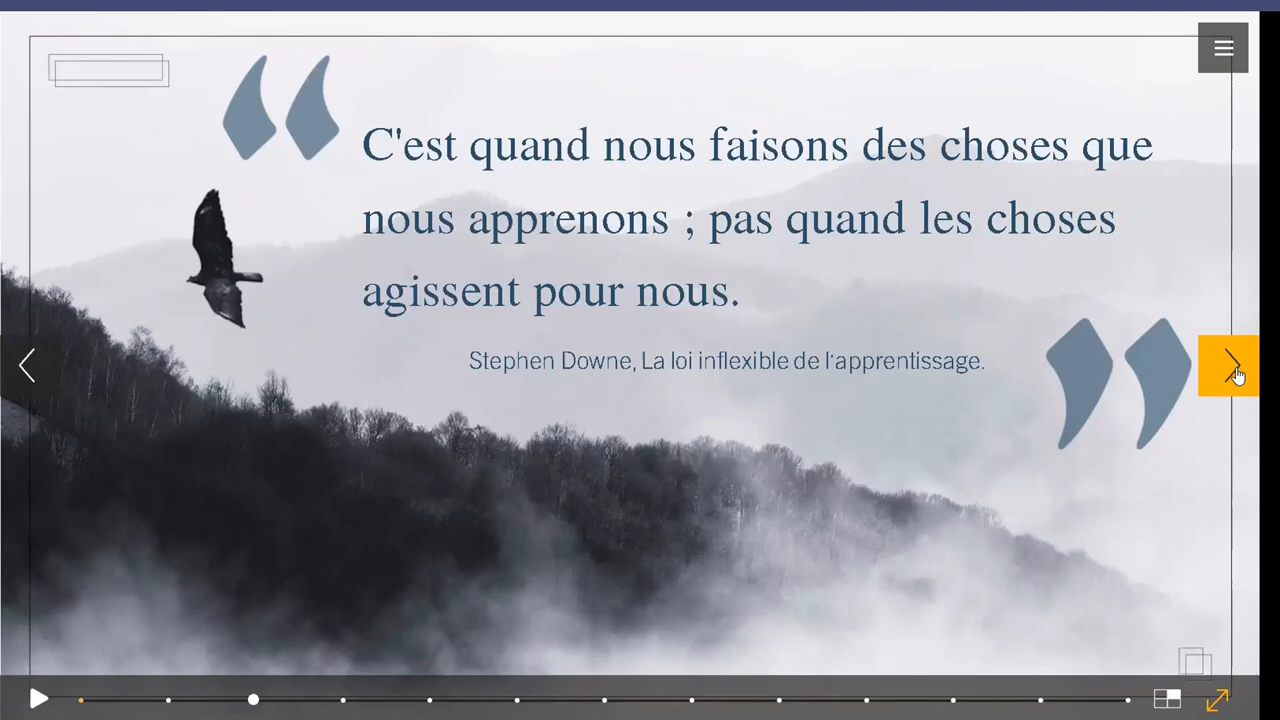 C'est quand nous faisons des choses que
nous apprenons ; pas quand les choses
agissent pour nous.
Stephen Downe, La loi inflexible de l'apprentissage.